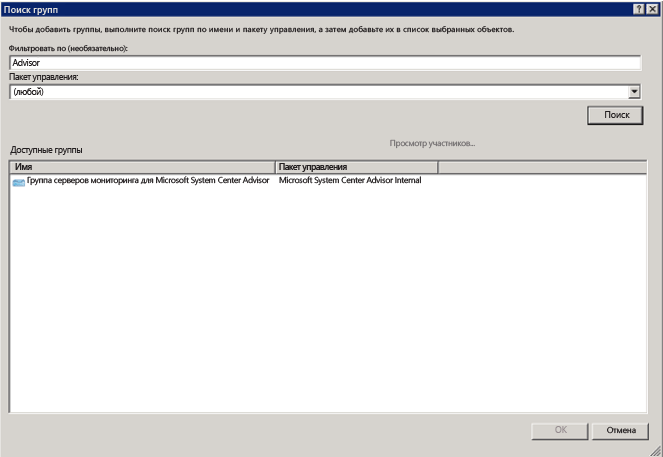 Поиск групп
Чтобы добавить группы, выполните поиск групп по имени и пакету управления, а затем добавьте их в список выбранных объектов.
Фильтровать по (необязательно):
Advisor
Пакет управления:
(любой)
Поиск
Просмотр участников...
Доступные группы
Имя Пакет управления
Группа серверов мониторинга для Microsoft System Center Advisor Microsoft System Center Advisor Internal
OK Отмена